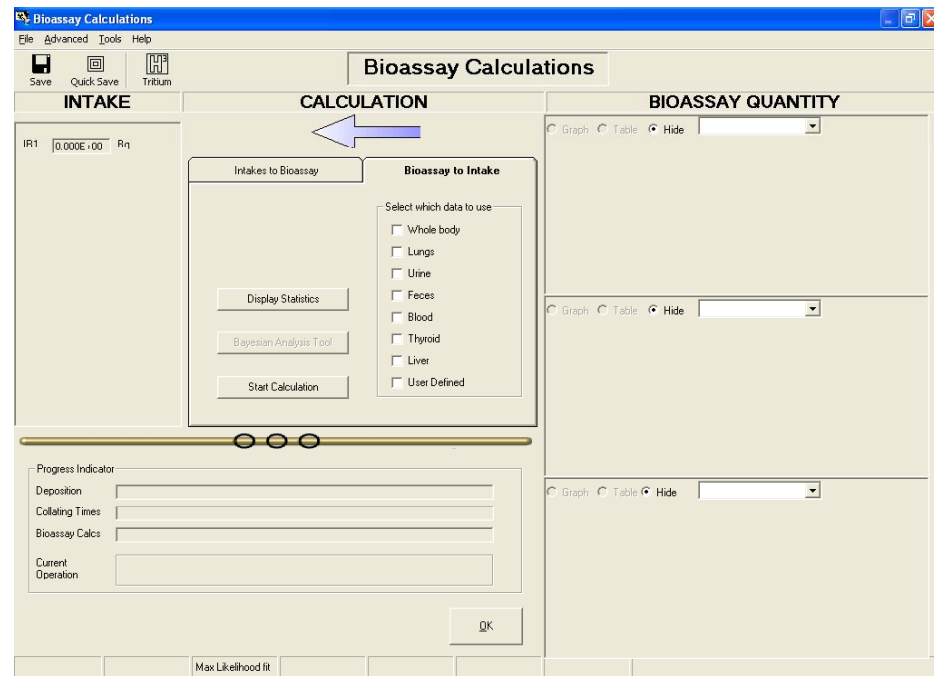 Bioassay Calculations
File Advanced Tools Help
Save Quick Save Tritium
Bioassay Calculations
INTAKE CALCULATION BIOASSAY QUANTITY
Graph Table Hide
IR1 0.000E+00 Bq
Intakes to Bioassay Bioassay to Intake
Select which data to use
Whole body
Lungs
Urine
Feces
Blood
Thyroid
Liver
User Defined
Display Statistics
Bayesian Analysis Tool
Start Calculation
Graph Table Hide
Progress Indicator
Deposition
Collating Times
Bioassay Calcs
Current
Operation
Graph Table Hide
OK
Max Likelihood fit